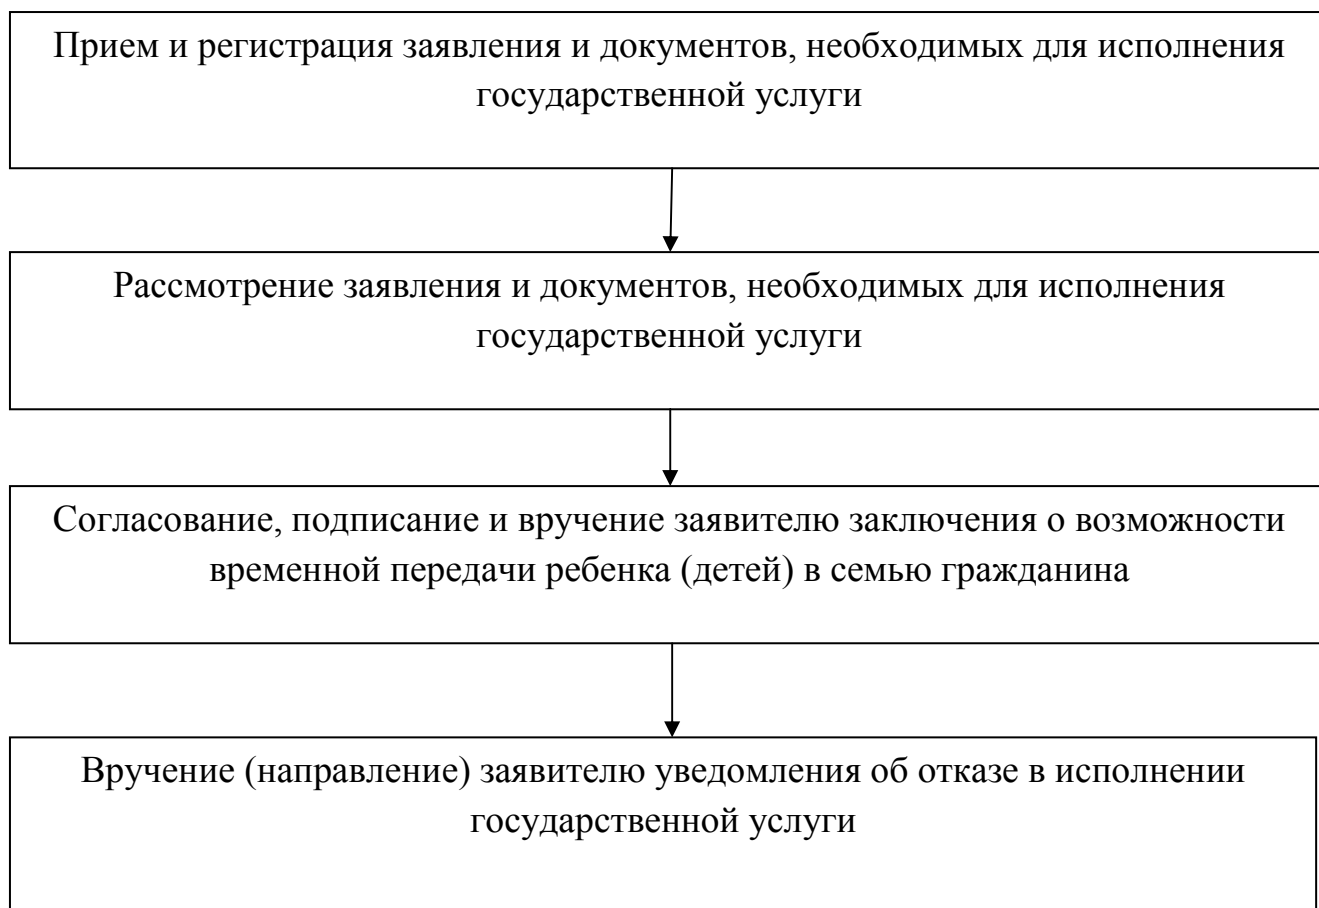 Прием и регистрация заявления и документов, необходимых для исполнения
государственной услуги
Рассмотрение заявления и документов, необходимых для исполнения
государственной услуги
Согласование, подписание и вручение заявителю заключения о возможности
временной передачи ребенка (детей) в семью гражданина
Вручение (направление) заявителю уведомления об отказе в исполнении
государственной услуги